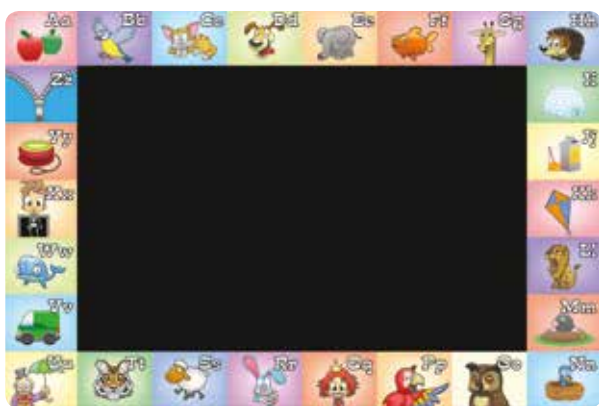 Aa Bb Cc Dd Ee Ff Gg Hh
Ii
Jj
Kk
Ll
Mm
Nn
Oo
Pp
Qq
Rr
Ss
Tt
Uu
Vv
Ww
Xx
Yy
Zz